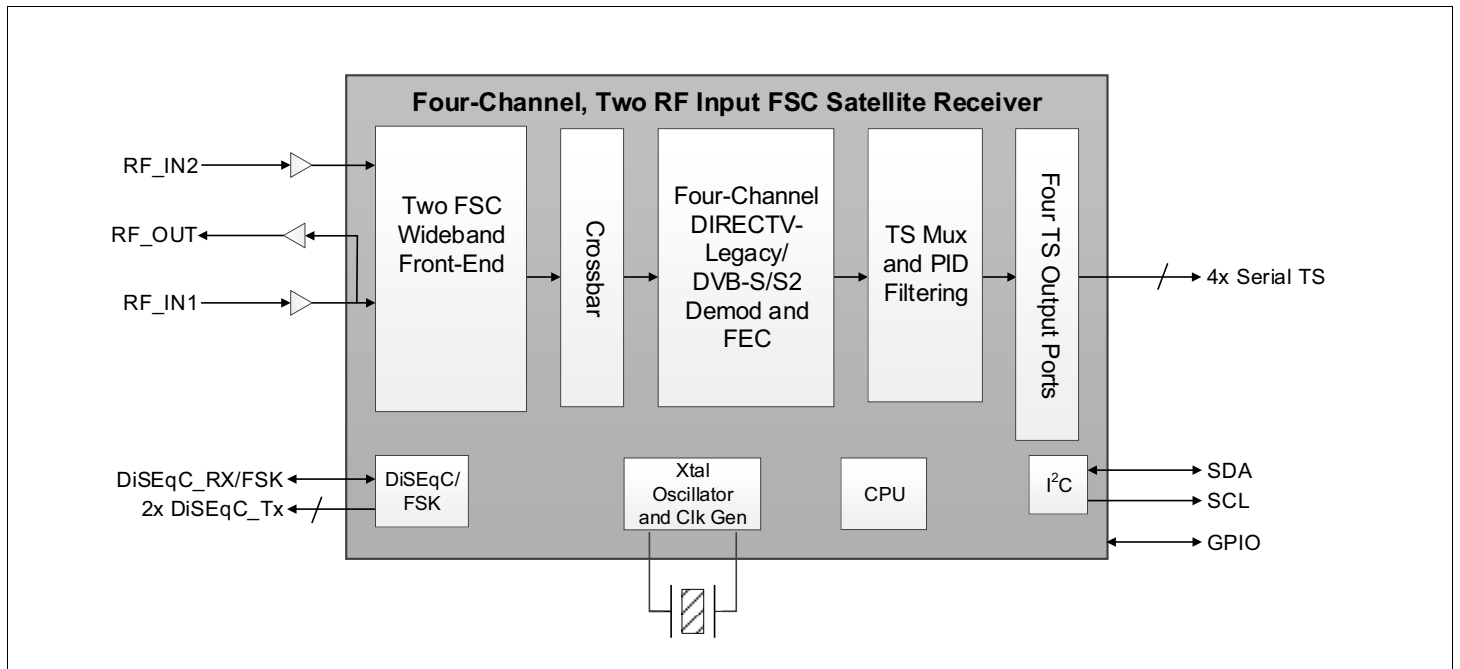 Four-Channel, Two RF Input FSC Satellite Receiver
RF_IN2
RF_OUT
RF_IN1
Two FSC
Wideband
Front-End
Crossbar
Four-Channel
DIRECTV-
Legacy/
DVB-S/S2
Demod and
FEC
TS Mux
and PID
Filtering
Four TS Output Ports
4x Serial TS
DiSEqC_RX/FSK
2x DiSEqC_Tx
DiSEqC/
FSK
Xtal
Oscillator
and Clk Gen
CPU
I²C
SDA
SCL
GPIO